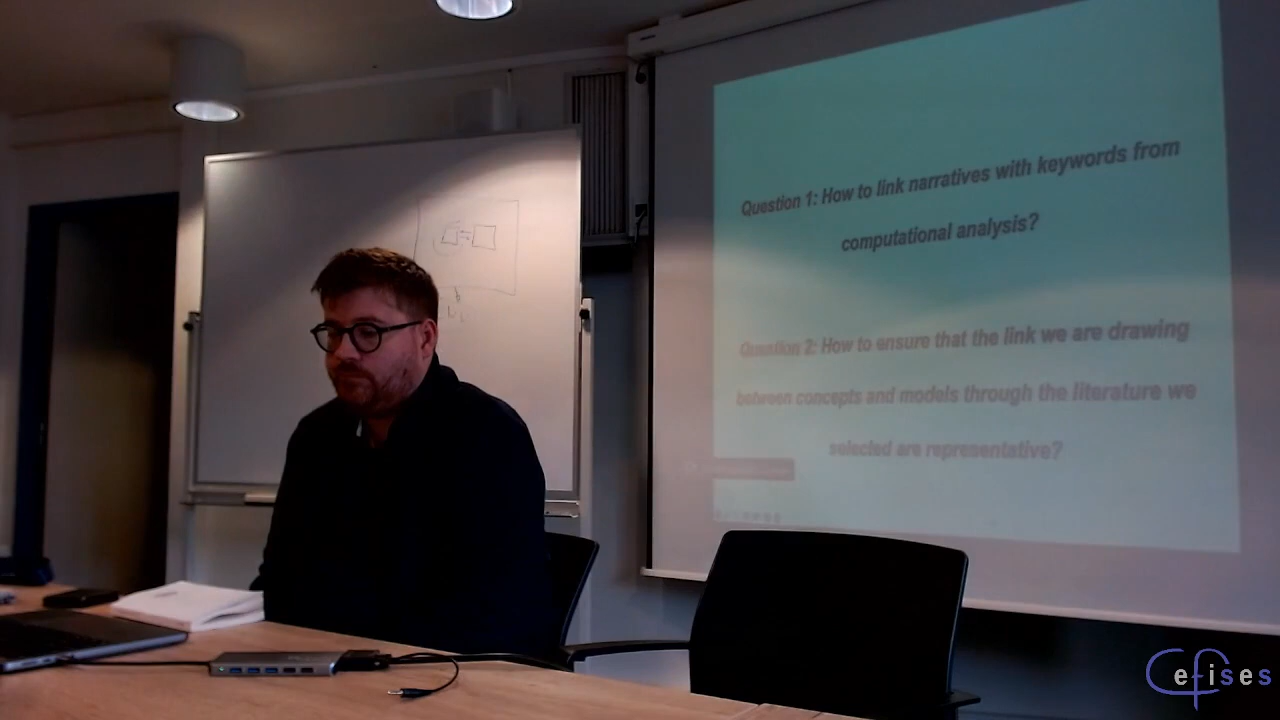 Question 1: How to link narratives with keywords from
computational analysis?
Question 2: How to ensure that the link we are drawing
between concepts and models through the literature we
selected are representative?
Cefises